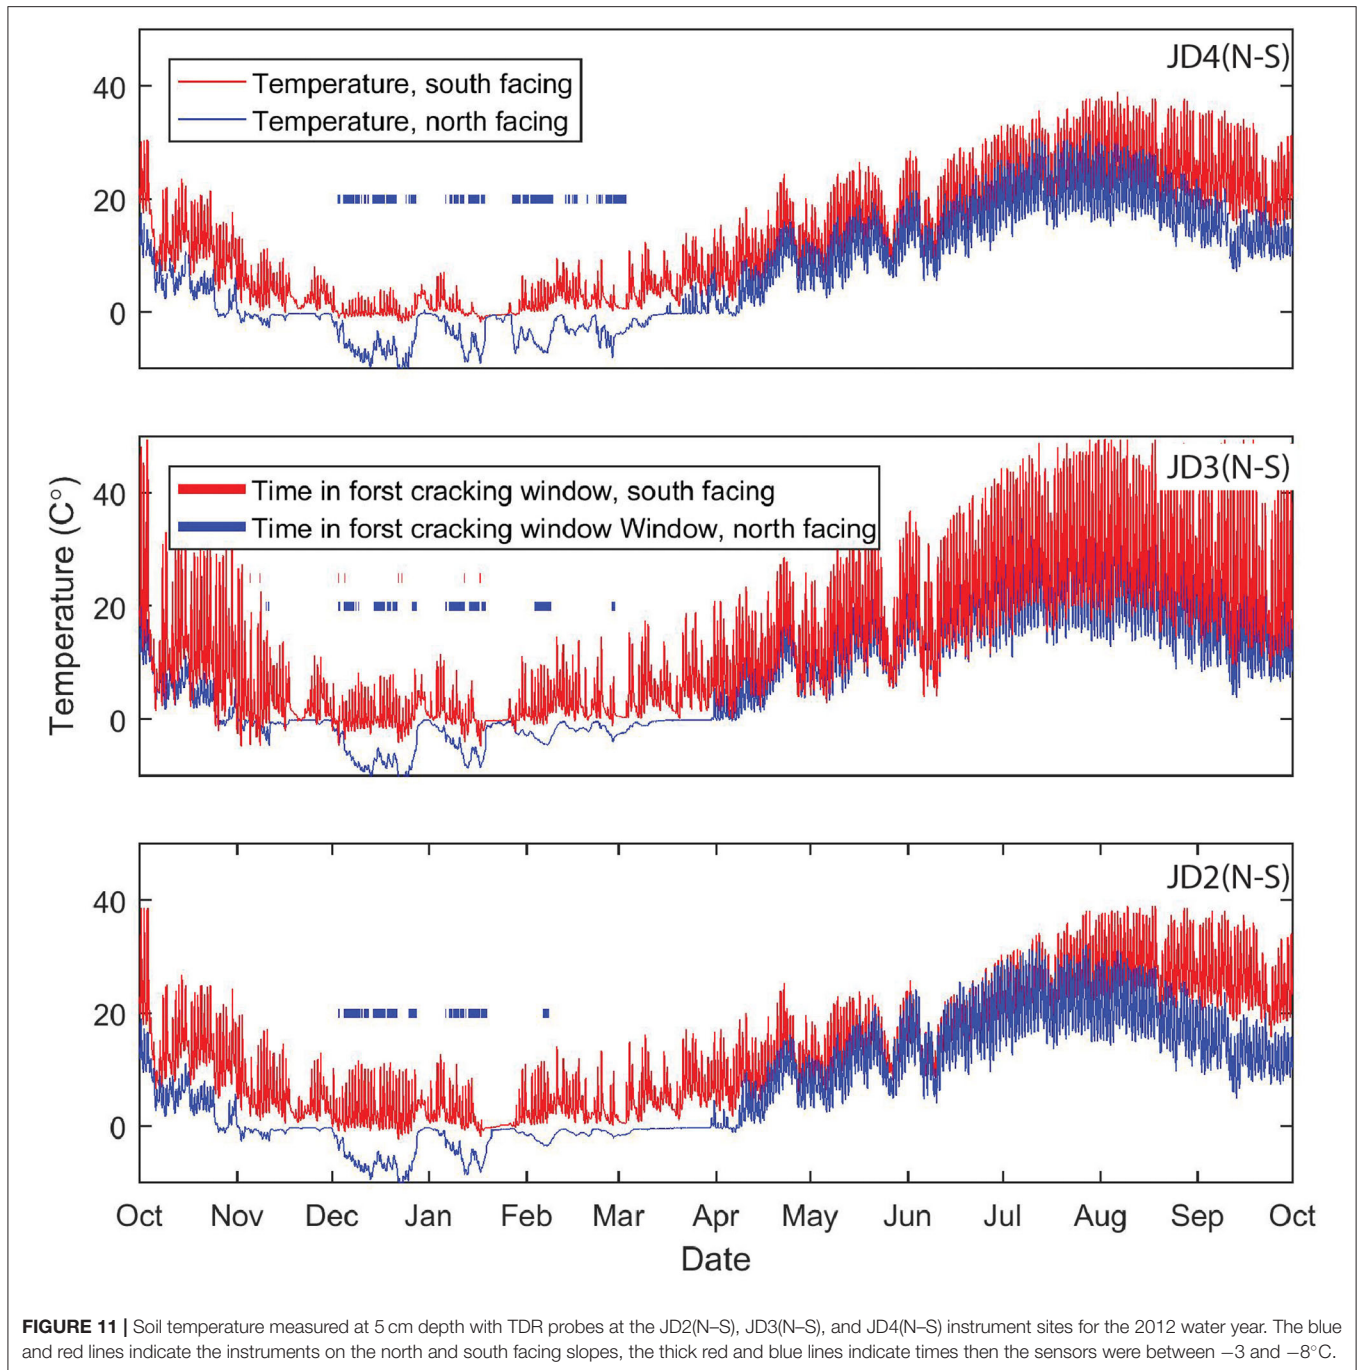 JD4(N-S)
Temperature, south facing
Temperature, north facing
40
20
0
JD3(N-S)
Time in forst cracking window, south facing
Time in forst cracking window Window, north facing
40
20
0
Temperature (C°)
JD2(N-S)
40
20
0
Oct Nov Dec Jan Feb Mar Apr May Jun Jul Aug Sep Oct
Date
FIGURE 11 | Soil temperature measured at 5 cm depth with TDR probes at the JD2(N–S), JD3(N–S), and JD4(N–S) instrument sites for the 2012 water year. The blue
and red lines indicate the instruments on the north and south facing slopes, the thick red and blue lines indicate times then the sensors were between −3 and −8°C.